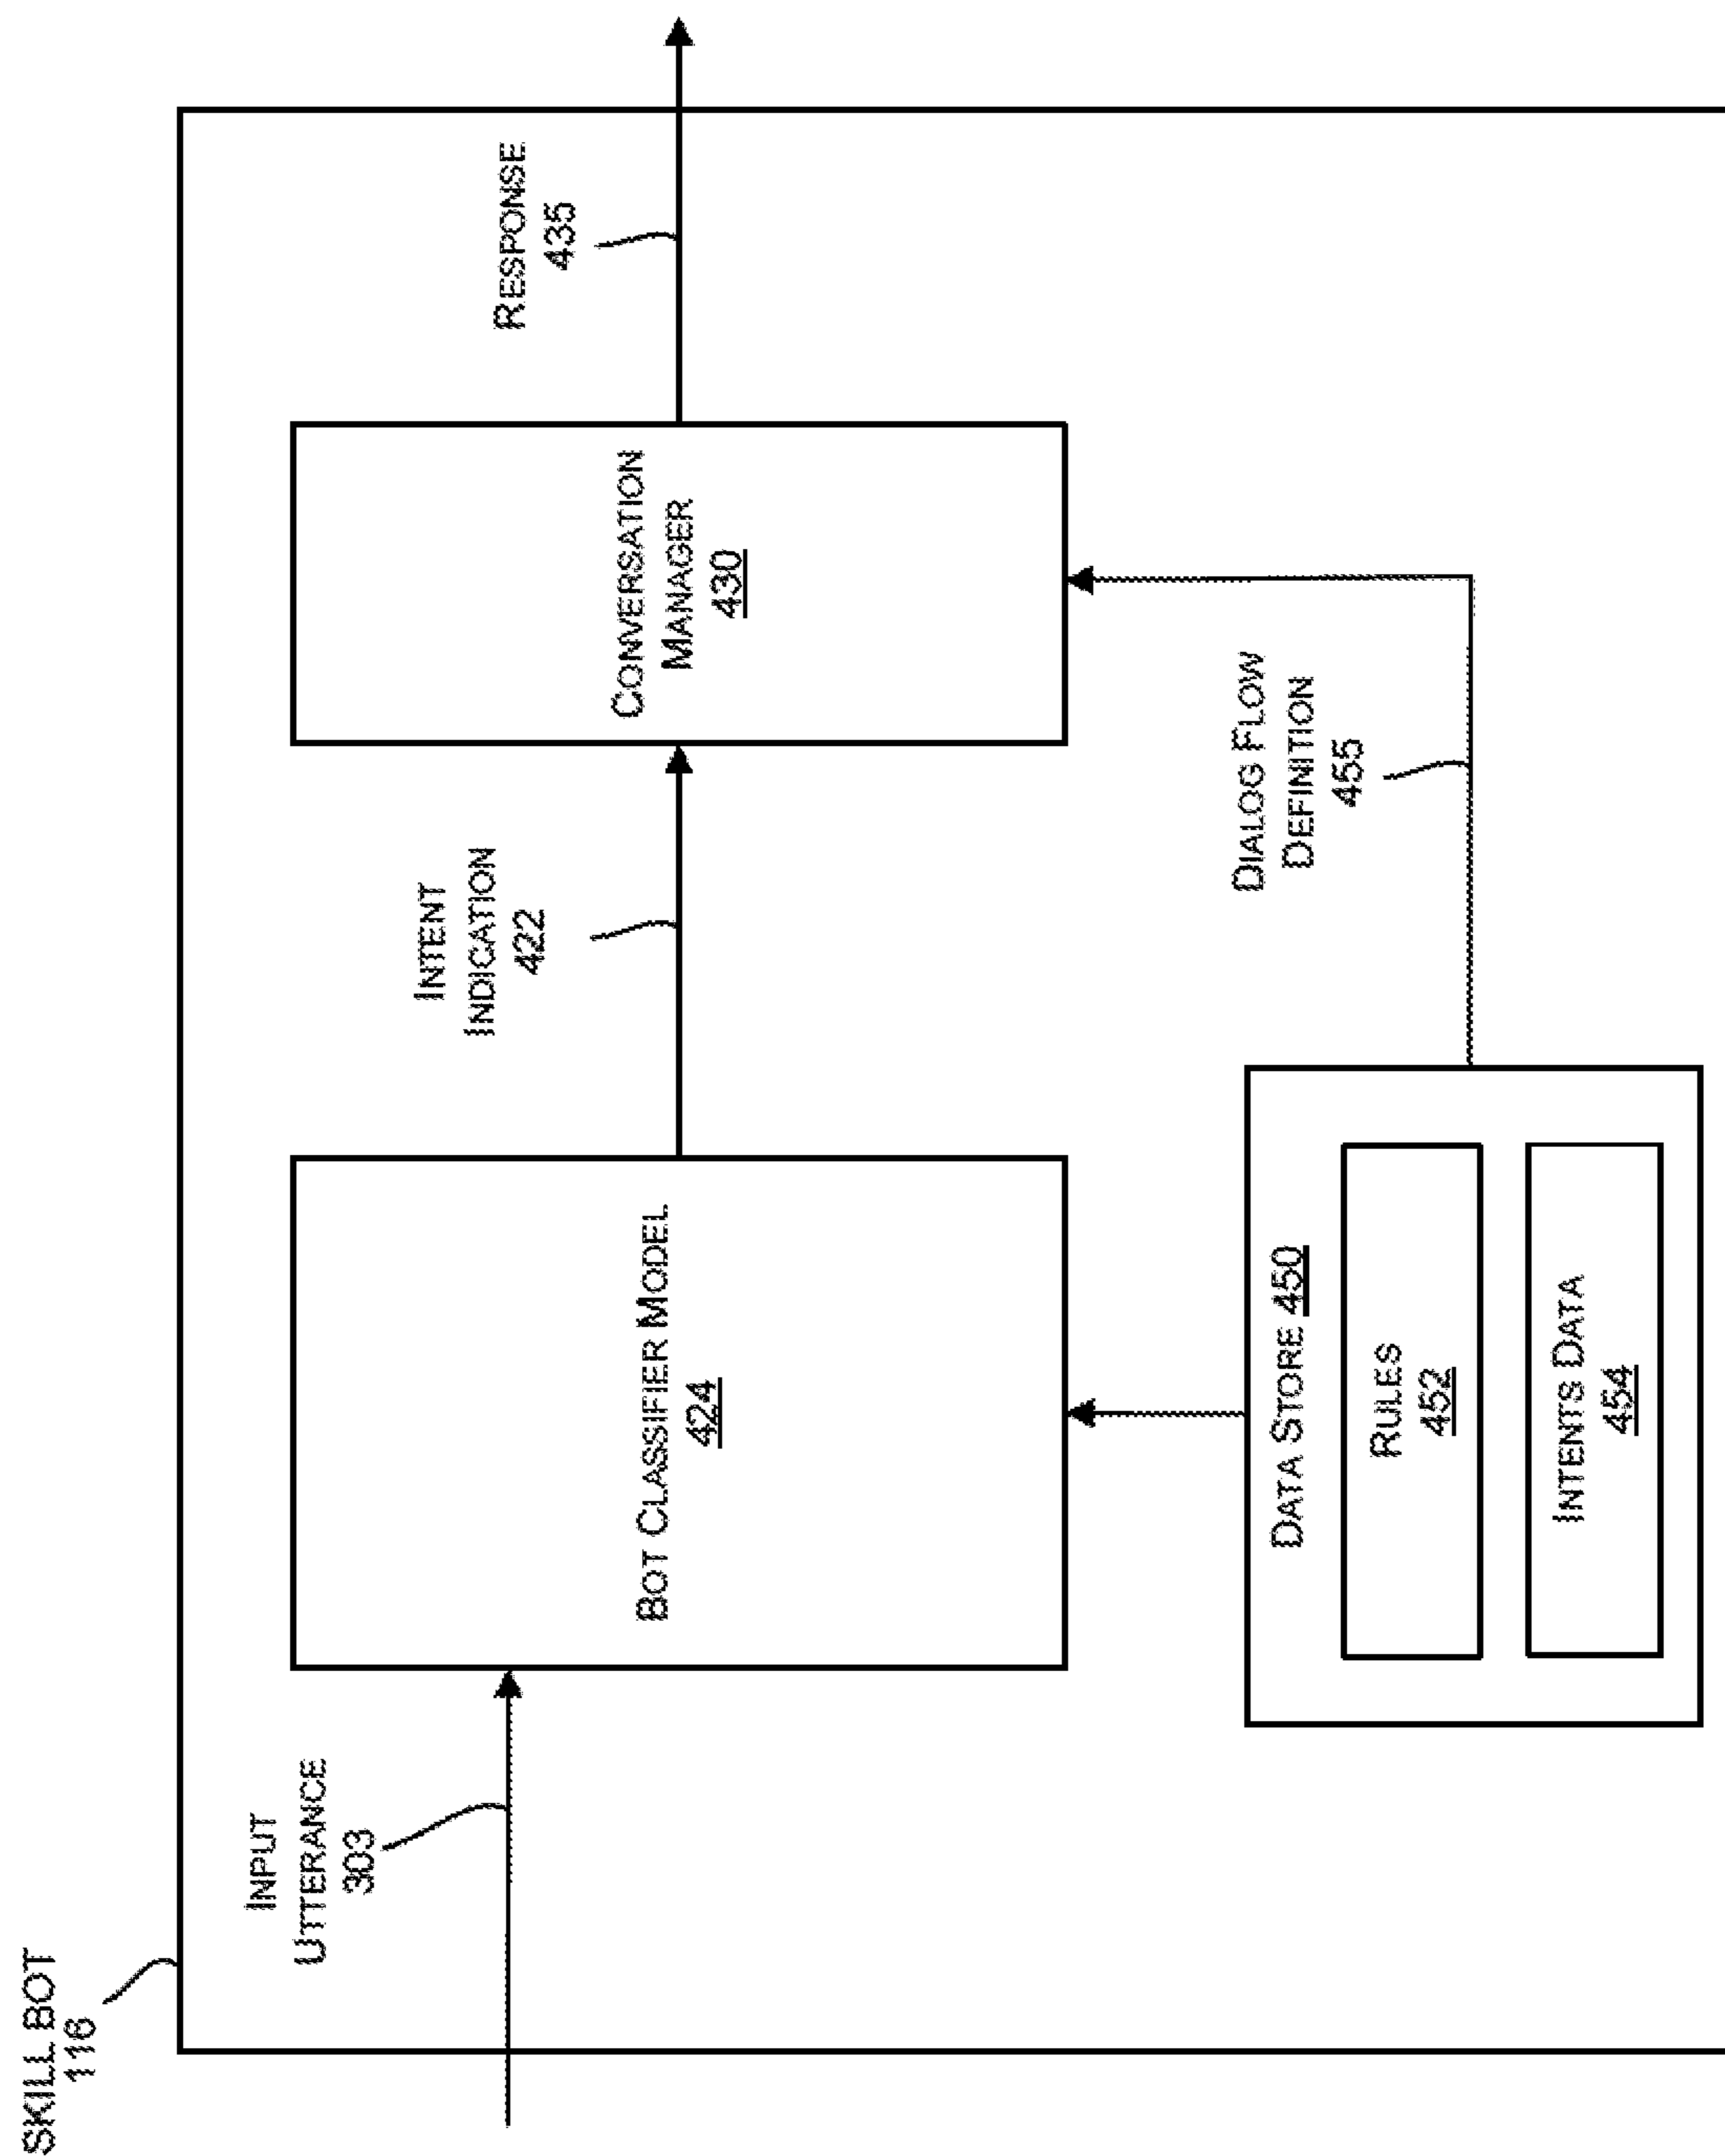 SKILL BOT
116
INPUT
UTTERANCE
303
BOT CLASSIFIER MODEL
424
INTENT
INDICATION
422
CONVERSATION
MANAGER
430
RESPONSE
435
DATA STORE 450
RULES
452
INTENTS DATA
454
DIALOG FLOW
DEFINITION
455